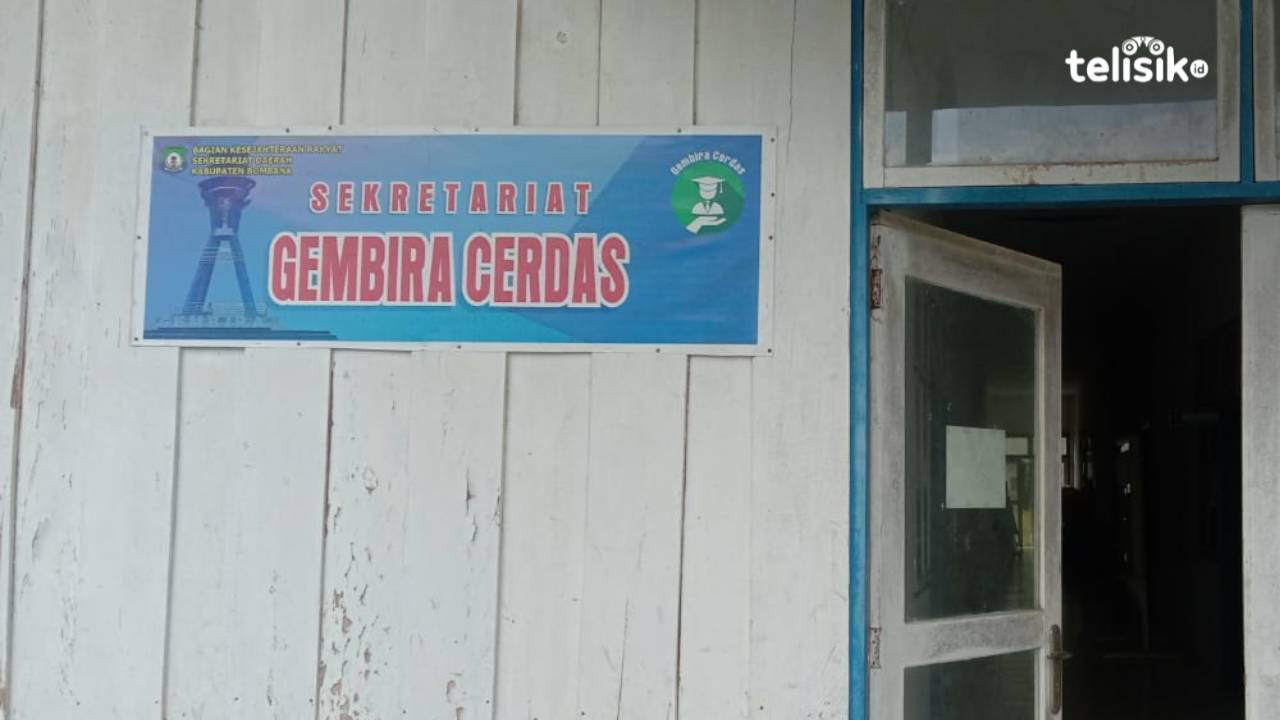 telisik.id
BAGIAN KESEJAHTERAAN RAKYAT
SEKRETARIAT DAERAH
KABUPATEN BOMBANA
SEKRETARIAT
GEMBIRA CERDAS
Gembira Cerdas